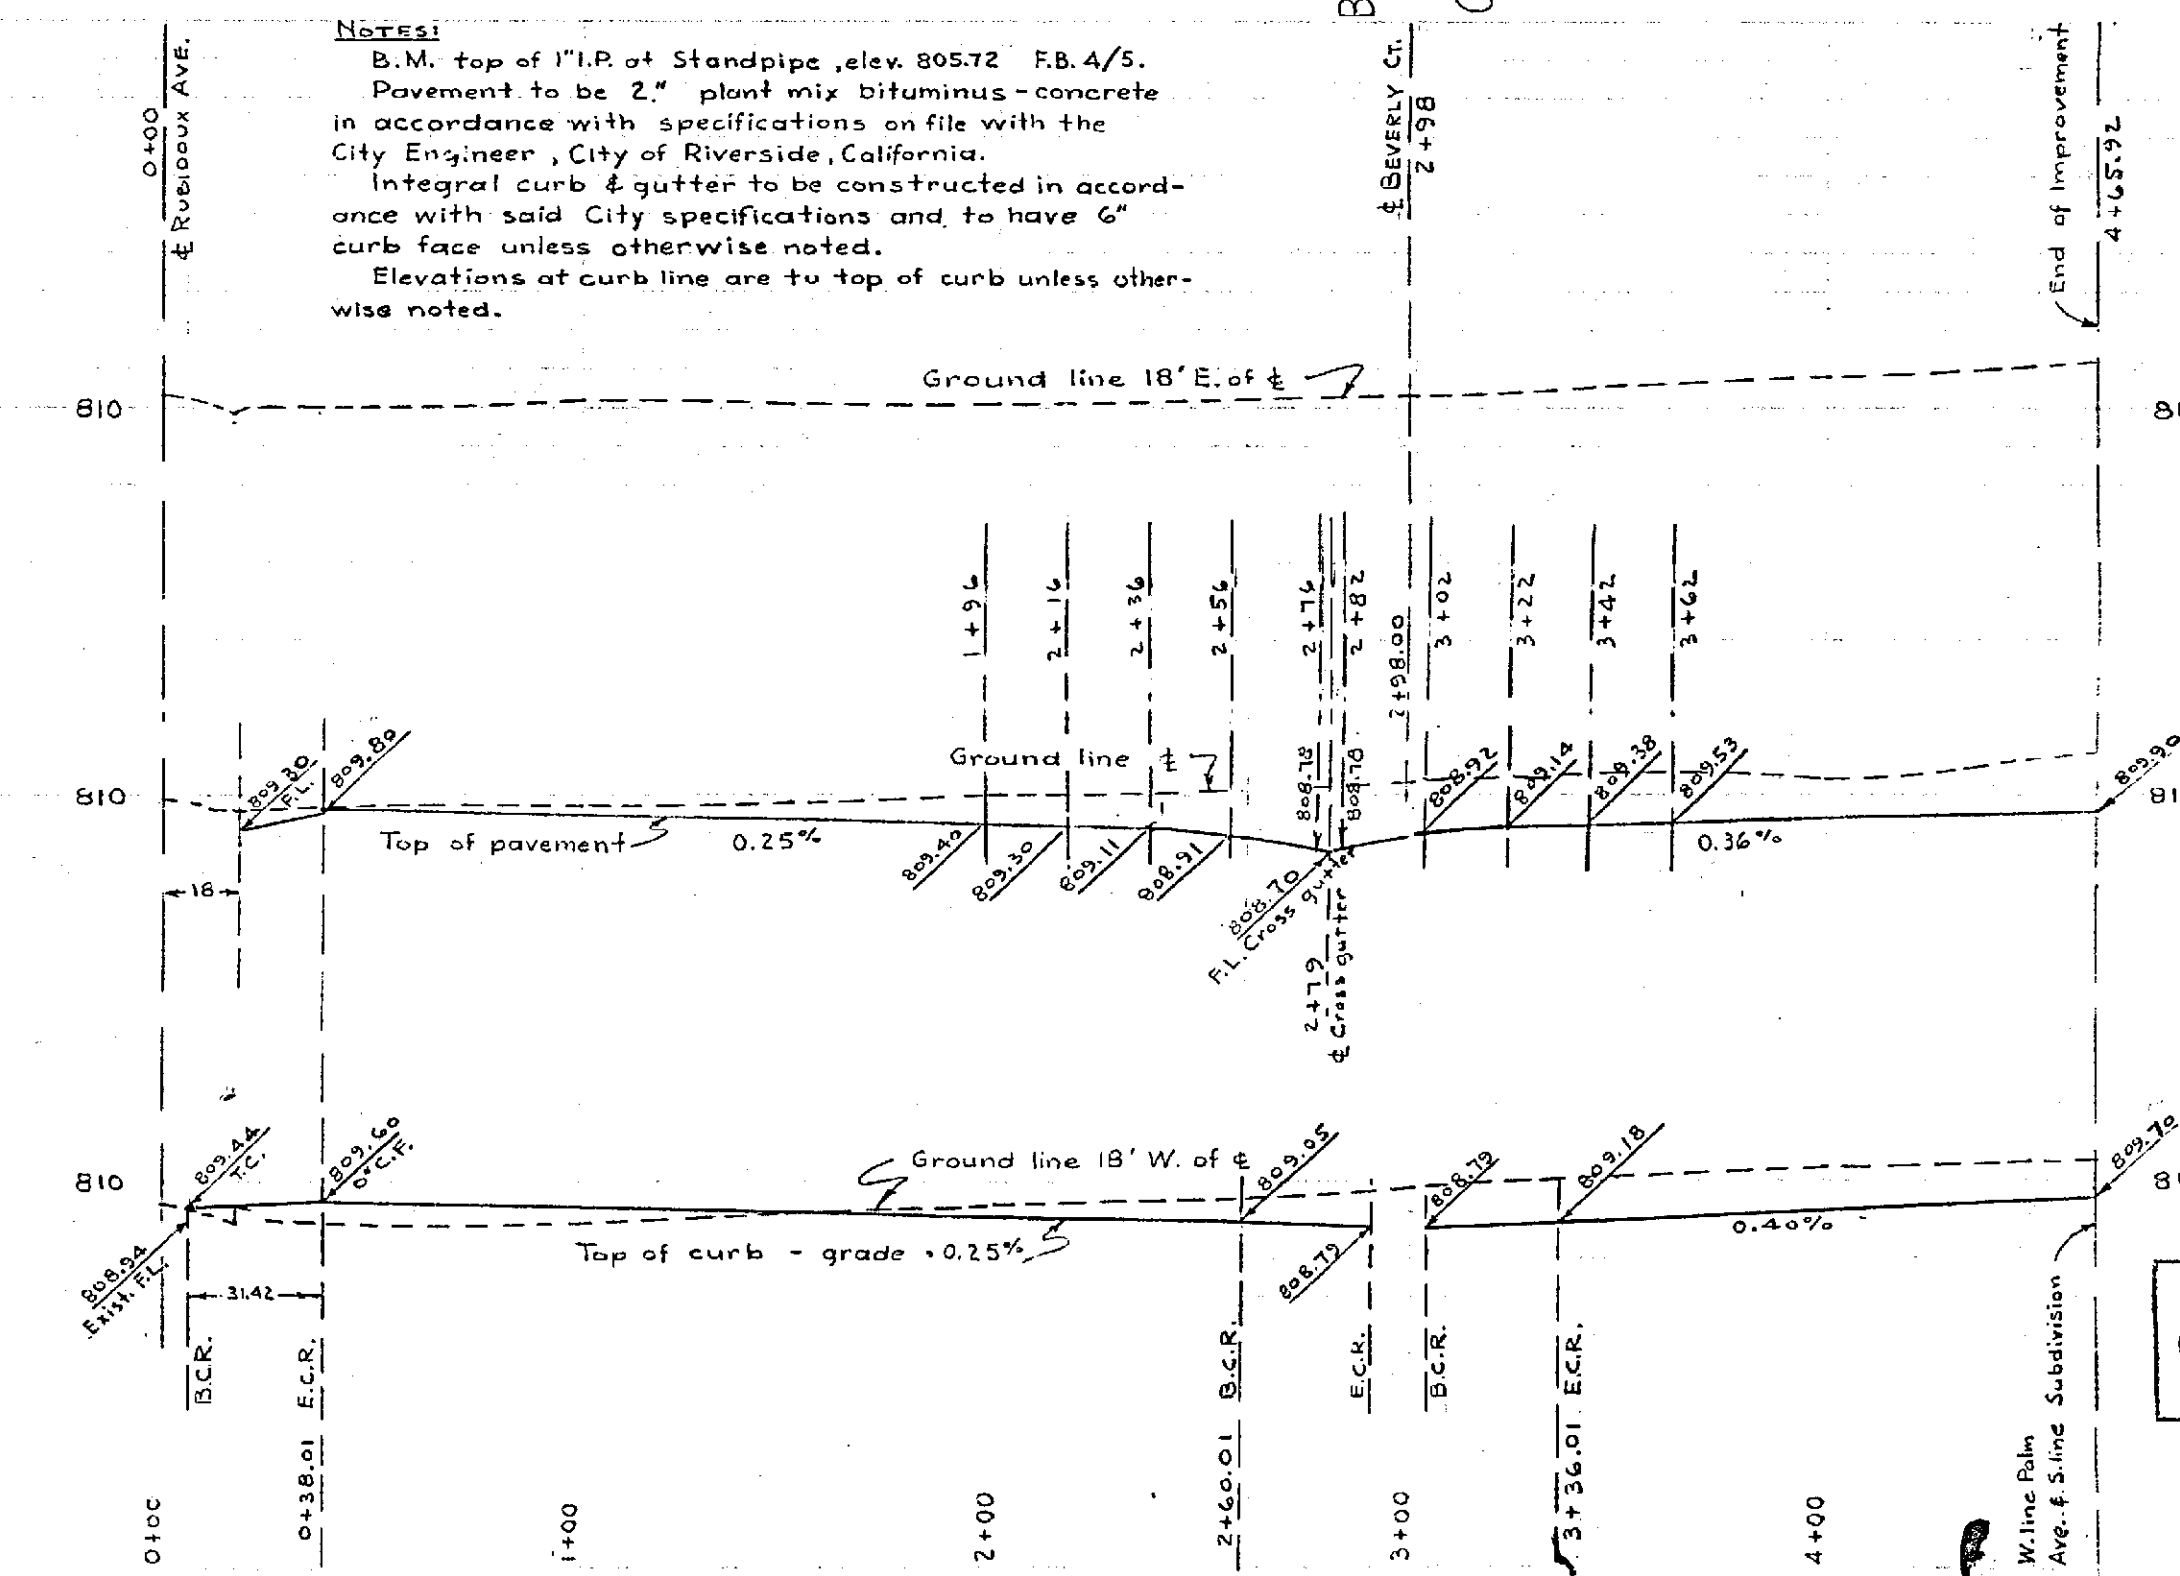 NOTES:
B.M. top of 1"I.P. at Standpipe, elev. 805.72 F.B. 4/5.
Pavement to be 2." plant mix bituminus-concrete
in accordance with specifications on file with the
City Engineer, City of Riverside, California.
Integral curb & gutter to be constructed in accord-
ance with said City specifications and to have 6"
curb face unless otherwise noted.
Elevations at curb line are to top of curb unless other-
wise noted.
0+00
℄ RUBIDOUX AVE.
℄ BEVERLY CT.
2+98
End of Improvement
4+65.92
Ground line 18' E. of ℄
810
1+96
2+16
2+36
2+56
2+76
2+82
2+98.00
3+02
3+22
3+42
3+62
810
809.30
F.L.
809.80
Ground line ℄
808.78
808.78
808.92
809.14
809.38
809.53
809.90
Top of pavement
0.25%
809.40
809.30
809.11
808.91
808.70
F.L. Cross gutter
2+79
℄ Cross gutter
0.36%
18
810
809.44
T.C.
809.60
0" C.F.
Ground line 18' W. of ℄
809.05
808.79
809.18
809.70
808.94
Exist. F.L.
Top of curb - grade • 0.25%
808.79
0.40%
31.42
B.C.R.
0+38.01 E.C.R.
2+60.01 B.C.R.
E.C.R.
B.C.R.
3+36.01 E.C.R.
W. line Palm
Ave. & S. line Subdivision
0+00
1+00
2+00
3+00
4+00